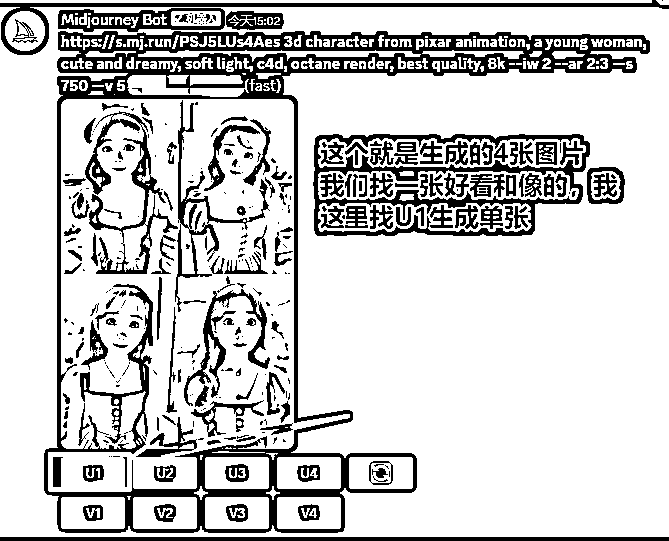 Midjourney Bot ✓机器人 今天15:02
https://s.mj.run/PSJ5LUs4Aes 3d character from pixar animation, a young woman,
cute and dreamy, soft light, c4d, octane render, best quality, 8k --iw 2 --ar 2:3 --s
750 --v 5 (fast)
这个就是生成的4张图片
我们找一张好看和像的，我
这里找U1生成单张
U1 U2 U3 U4
V1 V2 V3 V4